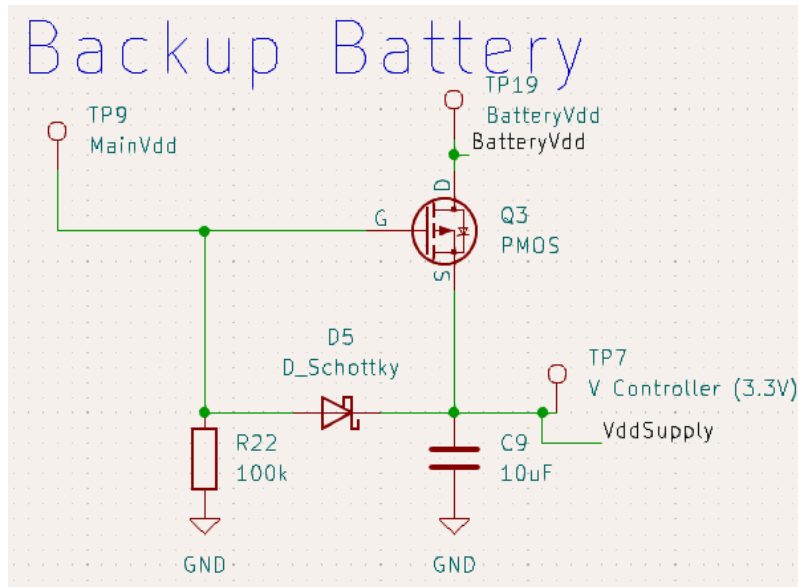 Backup Battery
TP9
MainVdd
TP19
BatteryVdd
BatteryVdd
D
G
Q3
PMOS
S
D5
D_Schottky
TP7
V Controller (3.3V)
VddSupply
R22
100k
C9
10uF
GND
GND